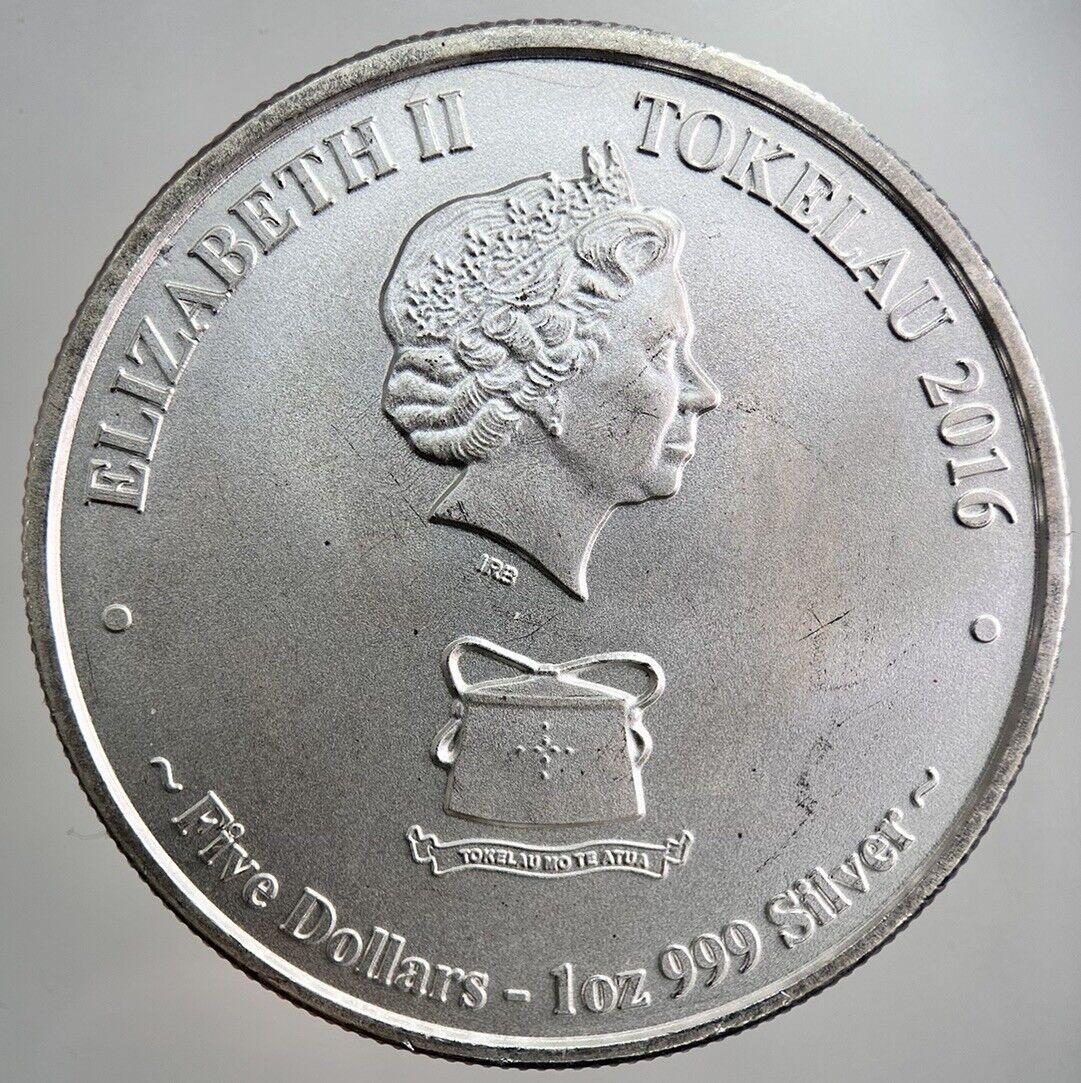 ELIZABETH II
TOKELAU 2016
IRB
TOKELAU MO TE ATUA
~ Five Dollars - 1oz 999 Silver ~